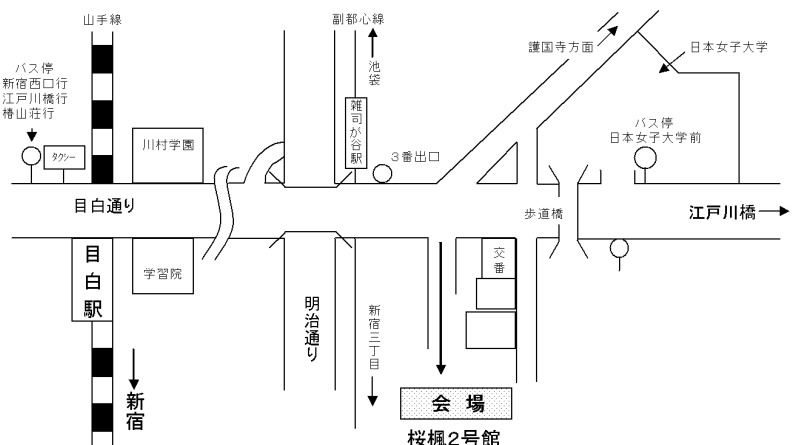 山手線
副都心線
池袋
護国寺方面
日本女子大学
バス停
新宿西口行
江戸川橋行
椿山荘行
タクシー
川村学園
雑司が谷駅
3番出口
バス停
日本女子大学前
目白通り
歩道橋
江戸川橋
目白駅
学習院
交番
明治通り
新宿三丁目
新宿
会場
桜楓2号館